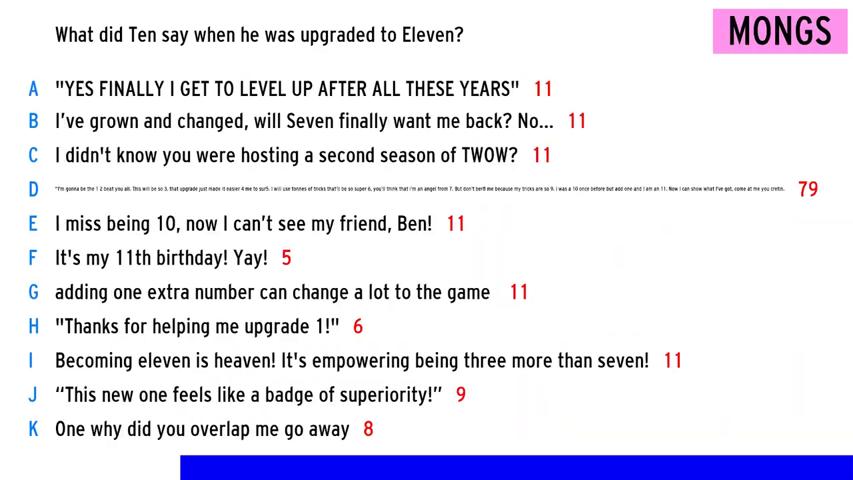 What did Ten say when he was upgraded to Eleven?
MONGS
A "YES FINALLY I GET TO LEVEL UP AFTER ALL THESE YEARS" 11
B I've grown and changed, will Seven finally want me back? No... 11
C I didn't know you were hosting a second season of TWOW? 11
D "I'm gonna be the 1 2 beat you all. This will be so 3, that upgrade just made it easier 4 me to sur5. I will use tonnes of tricks that'll be so super 6, you'll think that i'm an angel from 7. But don't ber8 me because my tricks are so 9. i was a 10 once before but add one and I am an 11. Now I can show what I've got, come at me you cretin. 79
E I miss being 10, now I can't see my friend, Ben! 11
F It's my 11th birthday! Yay! 5
G adding one extra number can change a lot to the game 11
H "Thanks for helping me upgrade 1!" 6
I Becoming eleven is heaven! It's empowering being three more than seven! 11
J “This new one feels like a badge of superiority!” 9
K One why did you overlap me go away 8